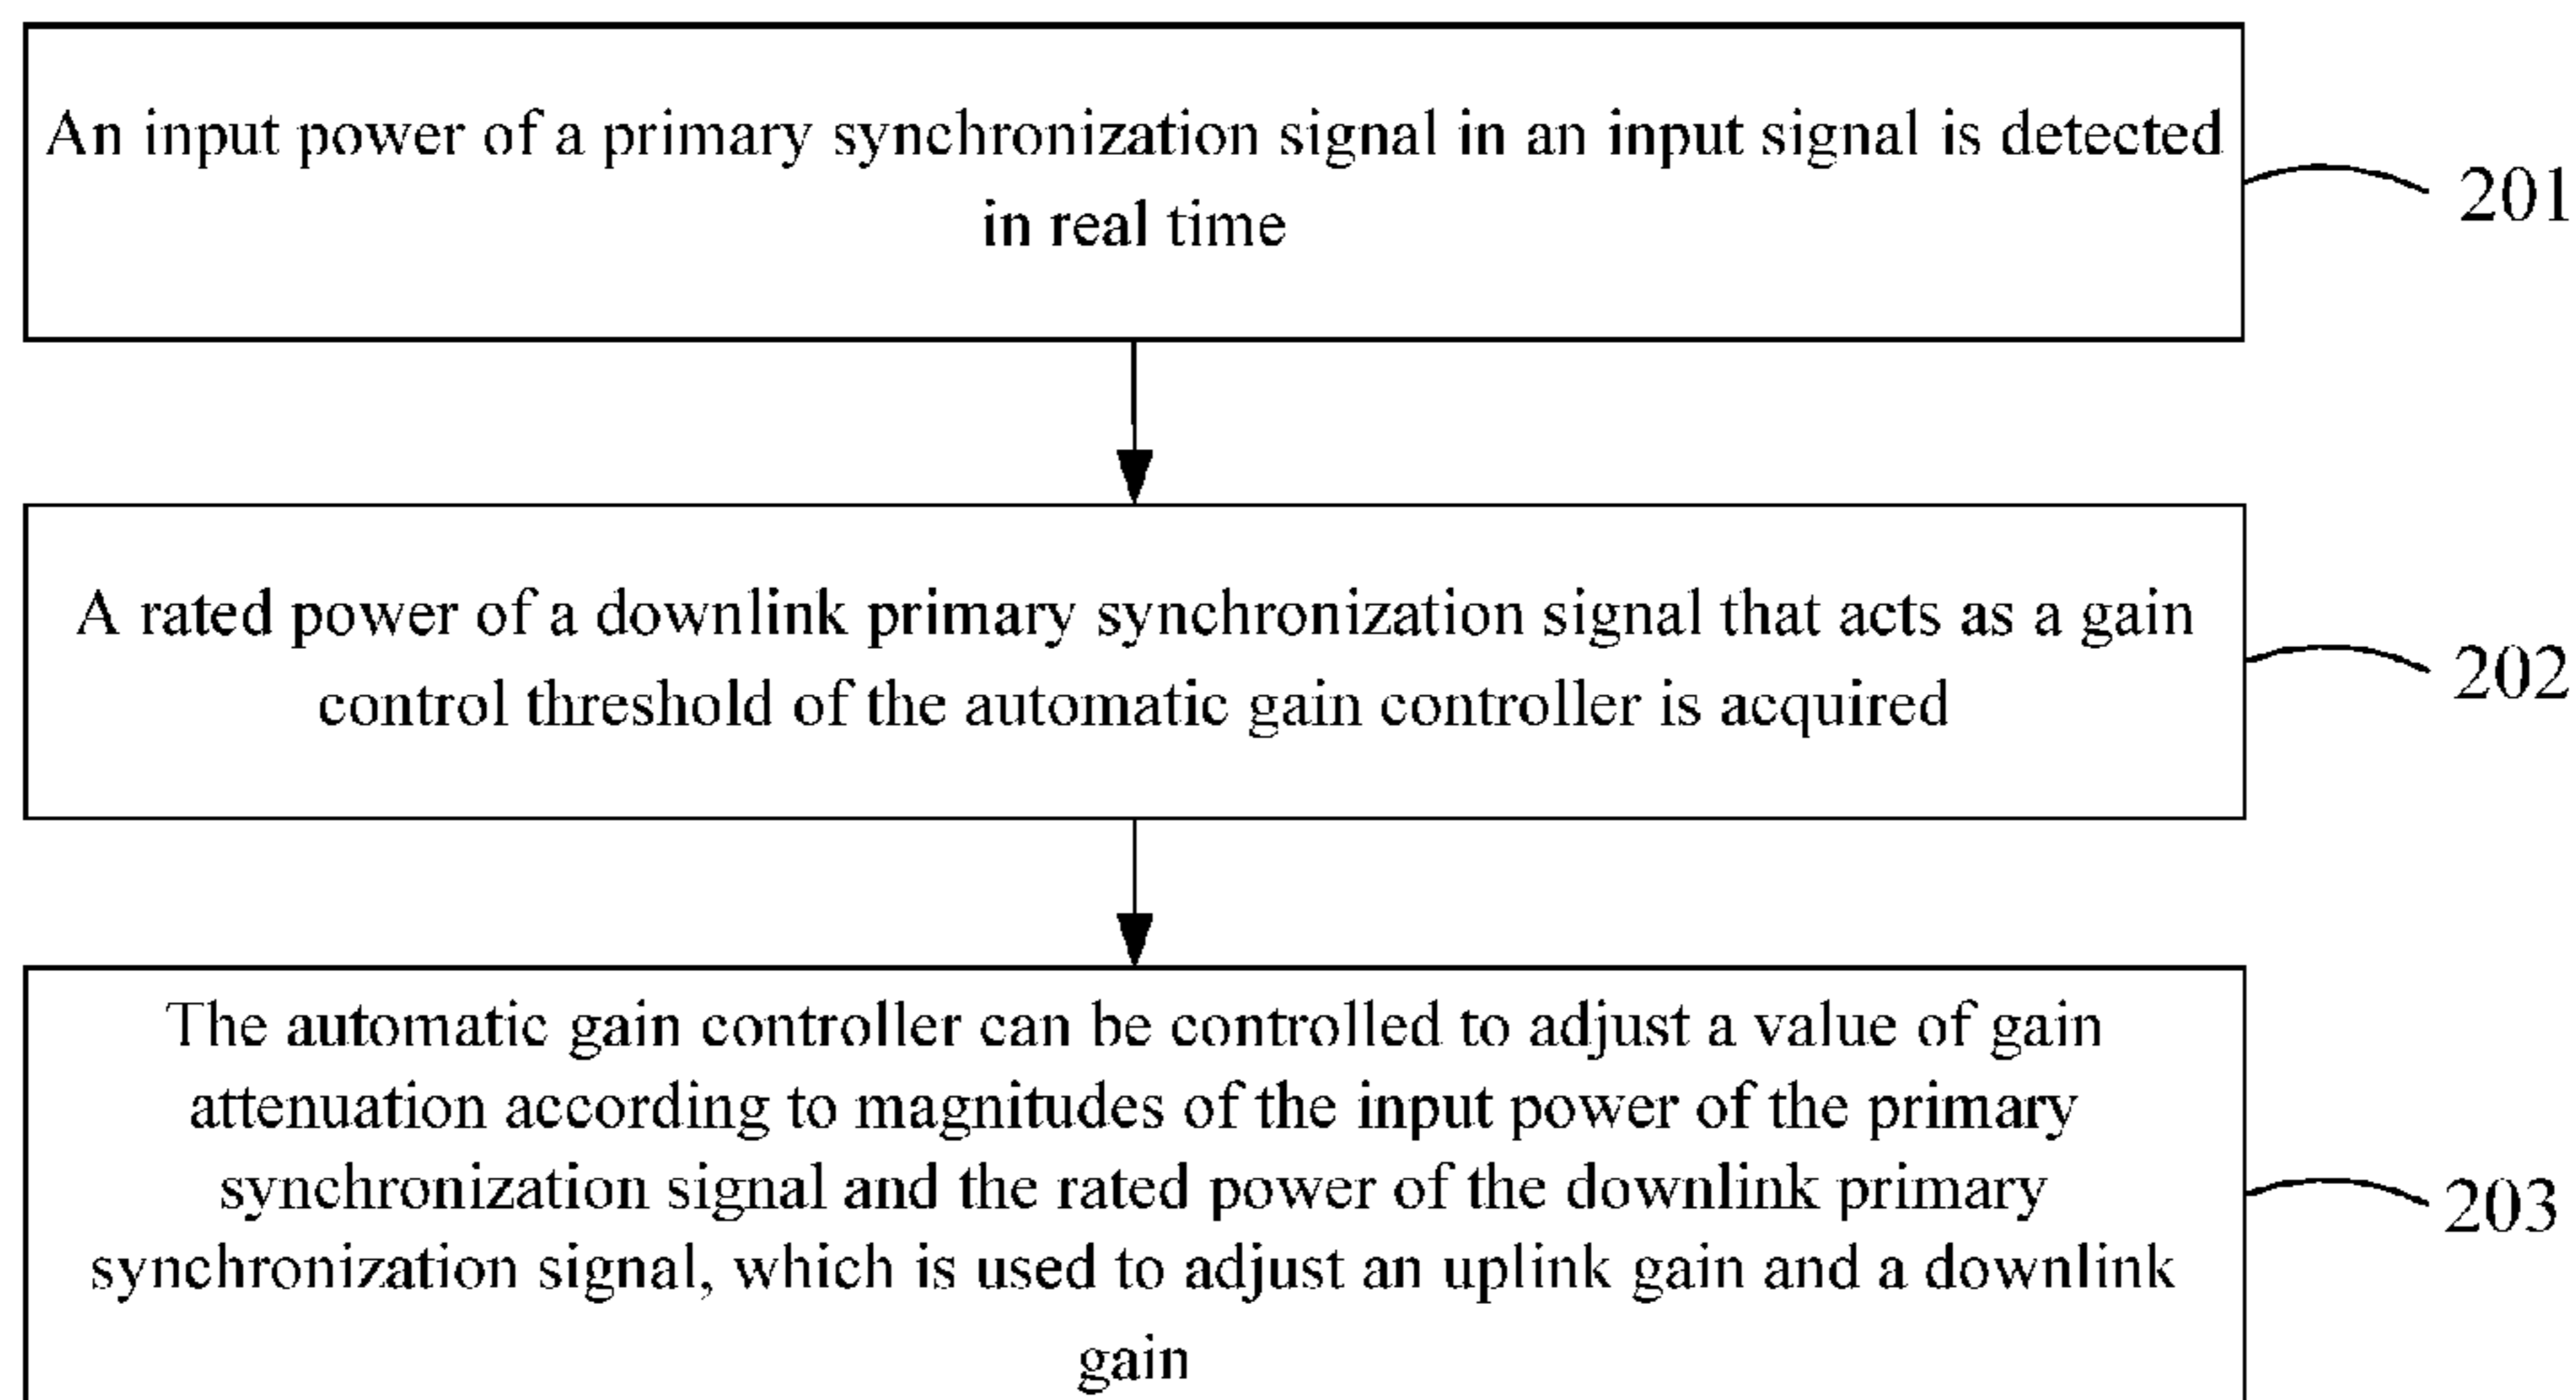 An input power of a primary synchronization signal in an input signal is detected
in real time
201
A rated power of a downlink primary synchronization signal that acts as a gain
control threshold of the automatic gain controller is acquired
202
The automatic gain controller can be controlled to adjust a value of gain
attenuation according to magnitudes of the input power of the primary
synchronization signal and the rated power of the downlink primary
synchronization signal, which is used to adjust an uplink gain and a downlink
gain
203